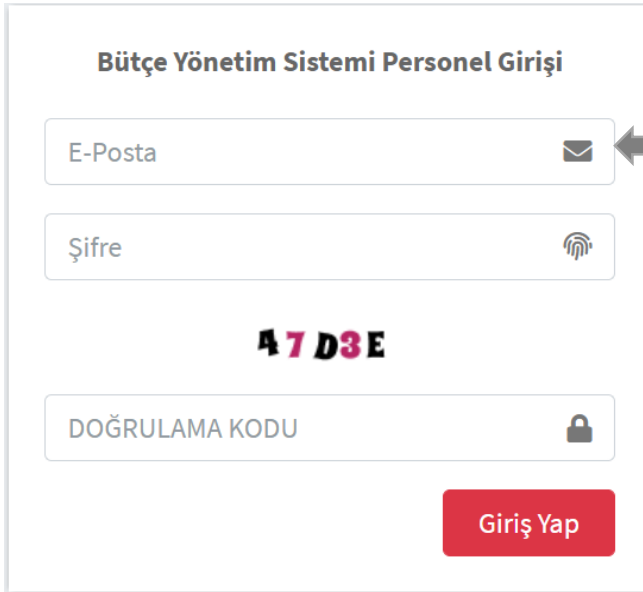 Bütçe Yönetim Sistemi Personel Girişi
E-Posta
Şifre
47D3E
DOĞRULAMA KODU
Giriş Yap